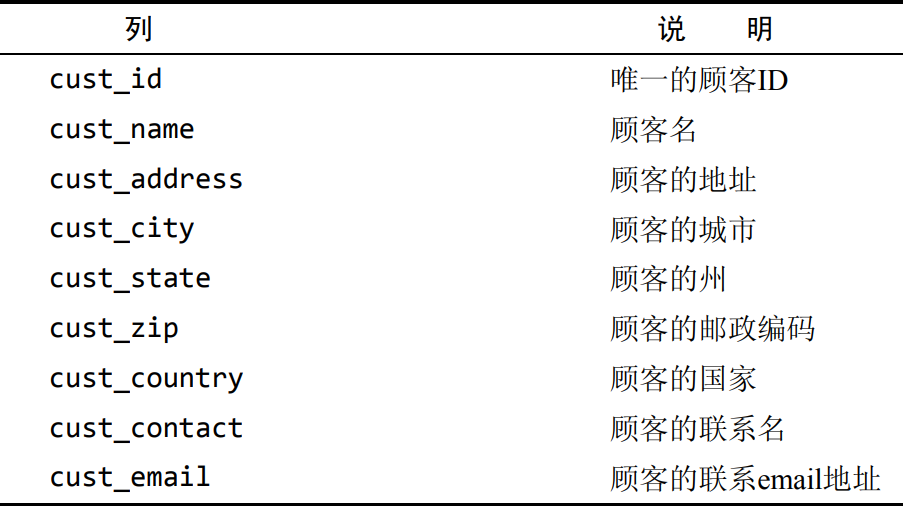 列 说 明
cust_id 唯一的顾客ID
cust_name 顾客名
cust_address 顾客的地址
cust_city 顾客的城市
cust_state 顾客的州
cust_zip 顾客的邮政编码
cust_country 顾客的国家
cust_contact 顾客的联系名
cust_email 顾客的联系email地址